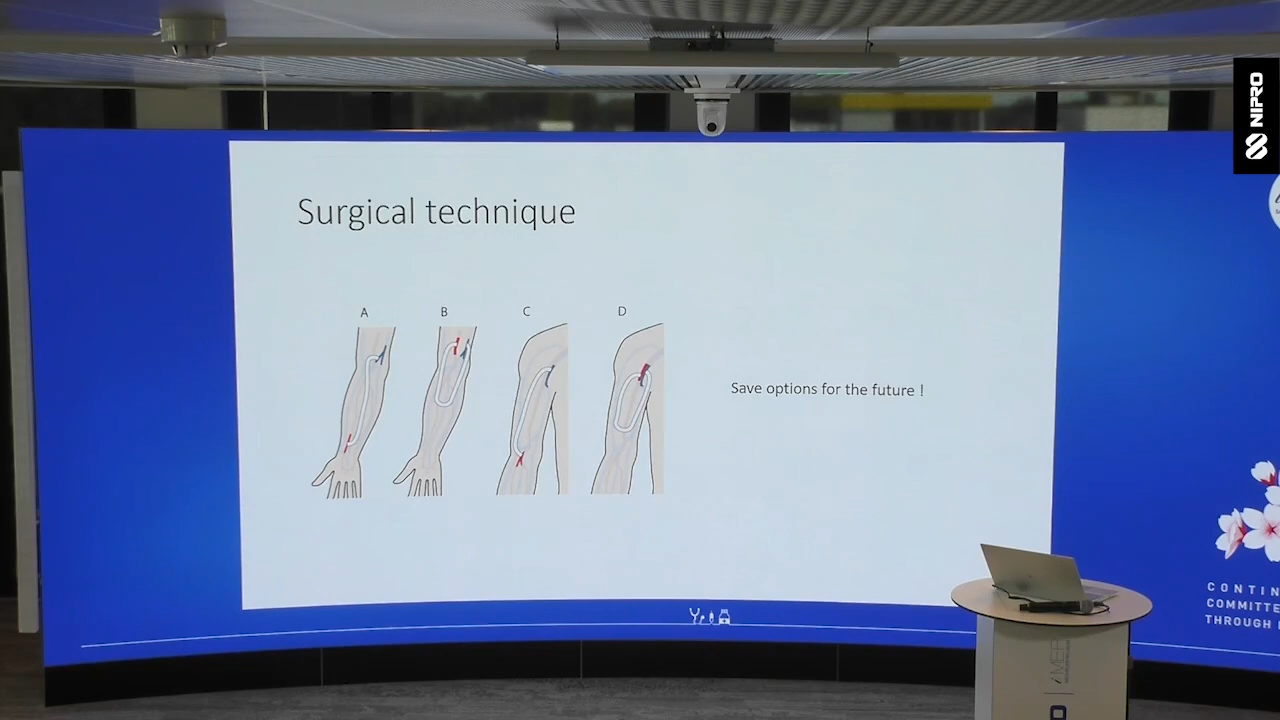 NIPRO
Surgical technique
A B C D
Save options for the future !
CONTIN
COMMITTE
THROUGH